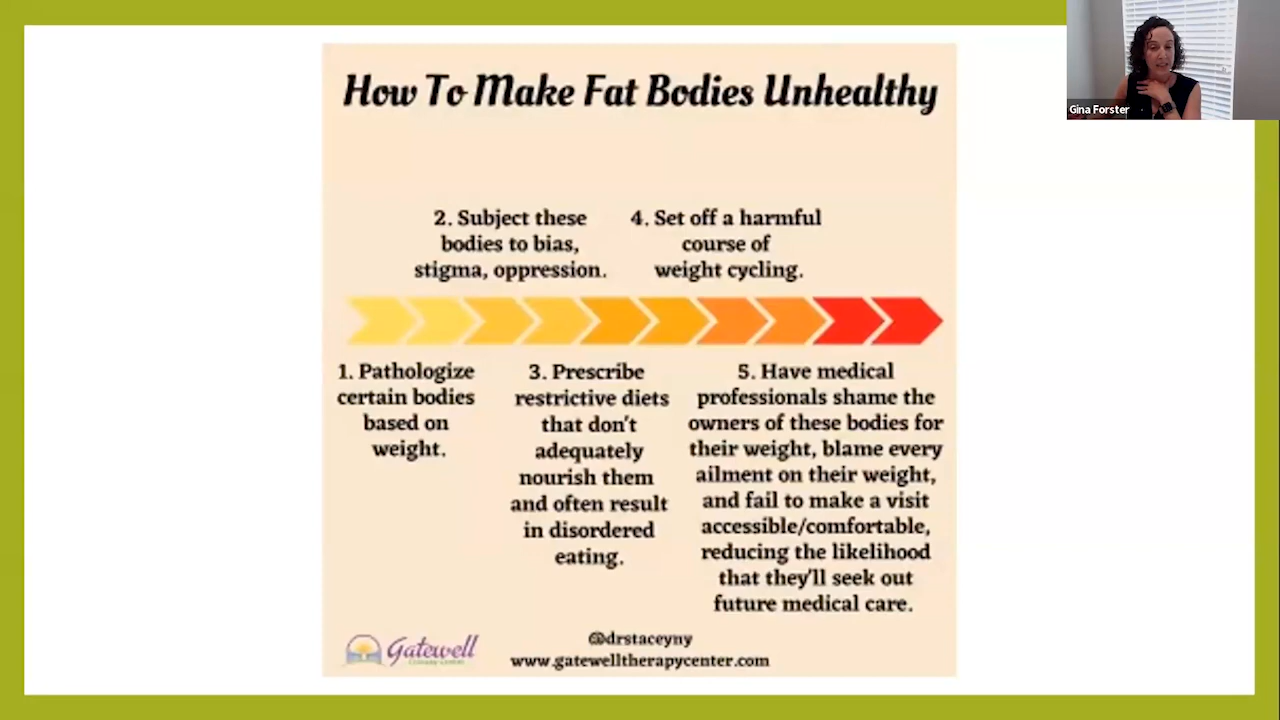 How To Make Fat Bodies Unhealthy
Gina Forster
2. Subject these
bodies to bias,
stigma, oppression.
4. Set off a harmful
course of
weight cycling.
1. Pathologize
certain bodies
based on
weight.
3. Prescribe
restrictive diets
that don't
adequately
nourish them
and often result
in disordered
eating.
5. Have medical
professionals shame the
owners of these bodies for
their weight, blame every
ailment on their weight,
and fail to make a visit
accessible/comfortable,
reducing the likelihood
that they'll seek out
future medical care.
Gatewell
@drstaceyny
www.gatewelltherapycenter.com